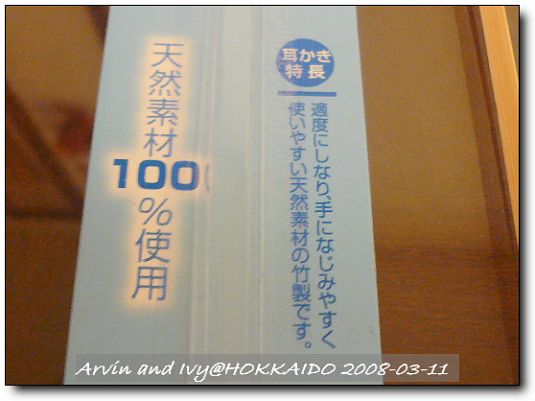 天然素材
100
%使用
耳かき
特長
適度にしなり、手になじみやすく
使いやすい天然素材の竹製です。
Arvin and Ivy@HOKKAIDO 2008-03-11